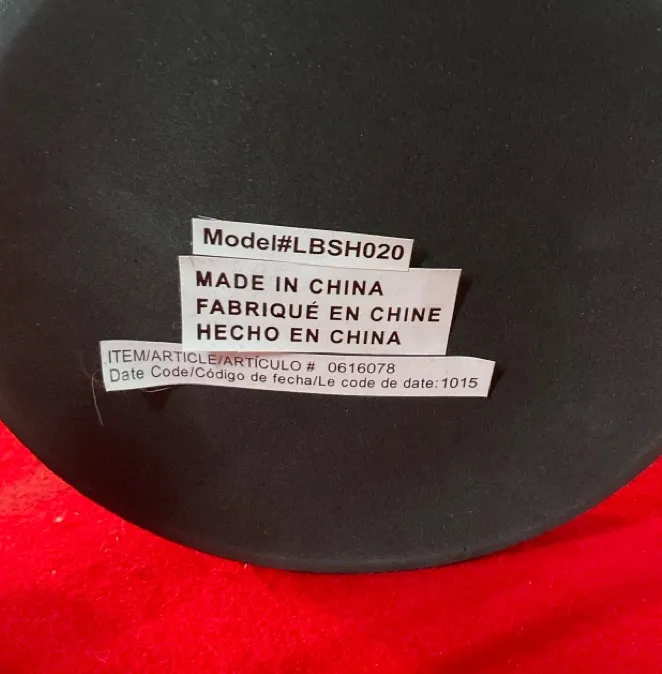 Model#LBSH020
MADE IN CHINA
FABRIQUÉ EN CHINE
HECHO EN CHINA
ITEM/ARTICLE/ARTÍCULO # 0616078
Date Code/Código de fecha/Le code de date: 1015